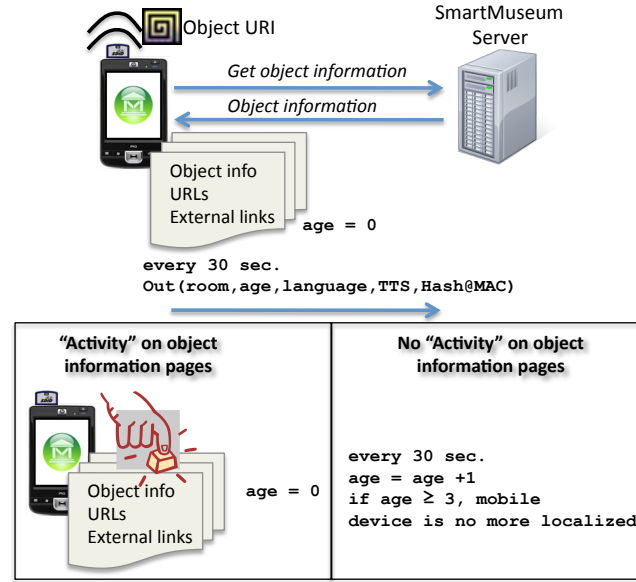 Object URI
SmartMuseum
Server
Get object information
Object information
Object info
URLs
External links
age = 0
every 30 sec.
Out(room,age,language,TTS,Hash@MAC)
“Activity” on object
information pages
Object info
URLs
External links
age = 0
No “Activity” on object
information pages
every 30 sec.
age = age +1
if age ≥ 3, mobile
device is no more localized